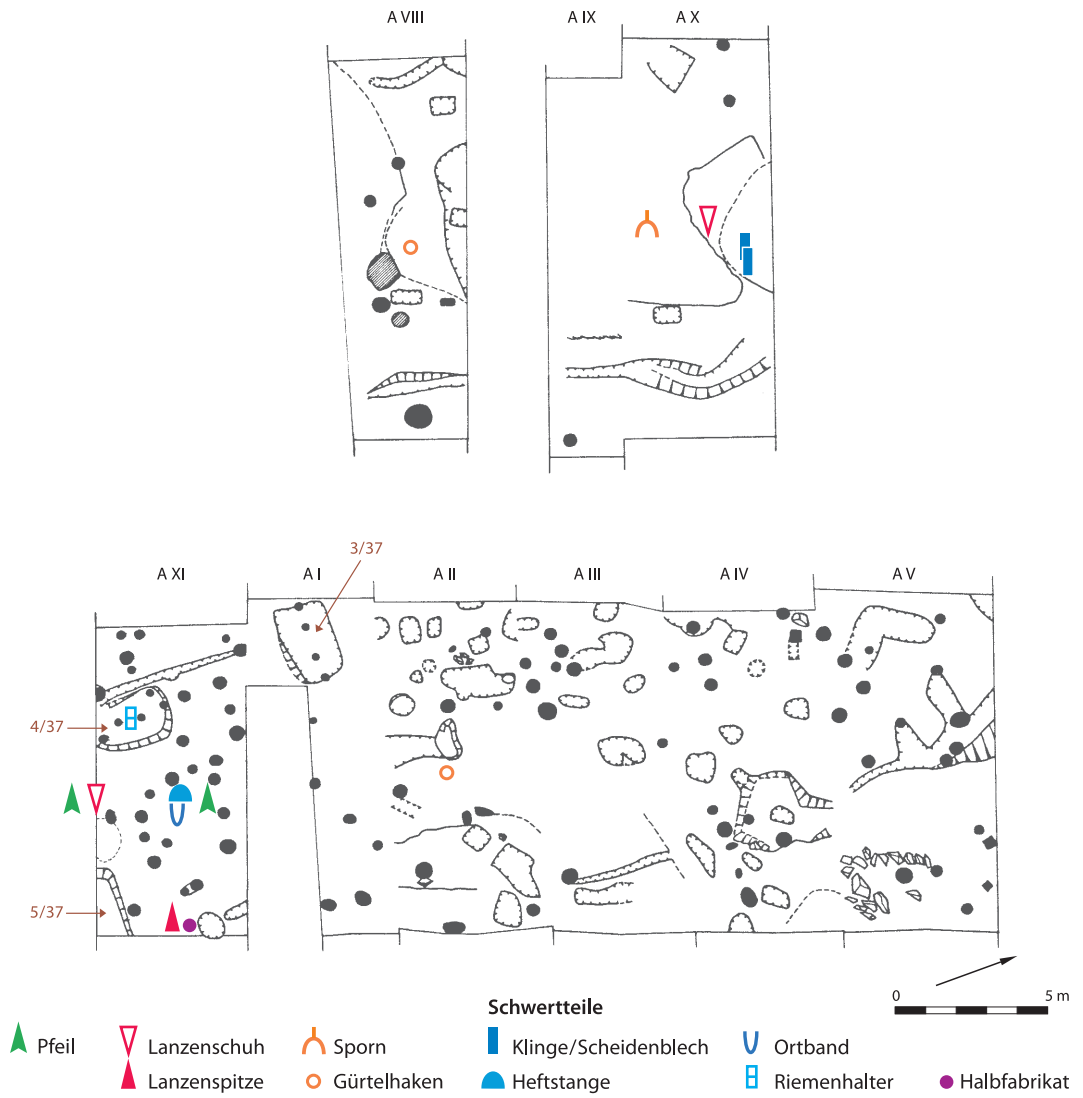 A VIII
A IX
A X
3/37
A XI
A I
A II
A III
A IV
A V
4/37
5/37
0
5 m
Schwertteile
Pfeil
Lanzenschuh
Sporn
Klinge/Scheidenblech
Ortband
Lanzenspitze
Gürtelhaken
Heftstange
Riemenhalter
Halbfabrikat